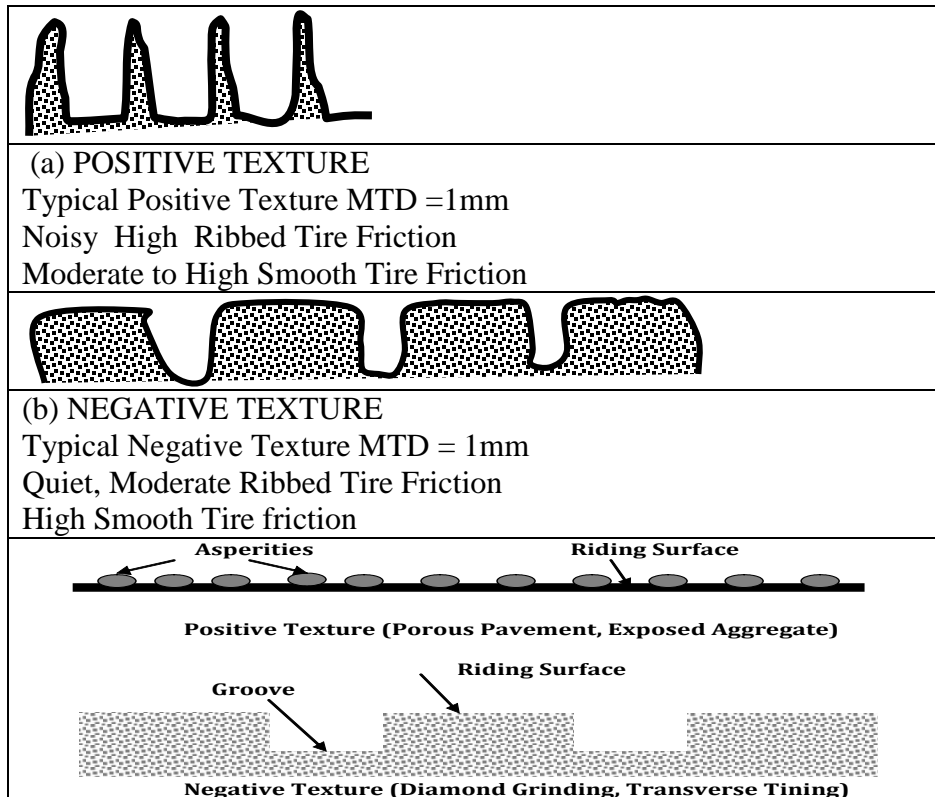 (a) POSITIVE TEXTURE
Typical Positive Texture MTD =1mm
Noisy High Ribbed Tire Friction
Moderate to High Smooth Tire Friction
(b) NEGATIVE TEXTURE
Typical Negative Texture MTD = 1mm
Quiet, Moderate Ribbed Tire Friction
High Smooth Tire friction
Asperities Riding Surface
Positive Texture (Porous Pavement, Exposed Aggregate)
Riding Surface
Groove
Negative Texture (Diamond Grinding, Transverse Tining)